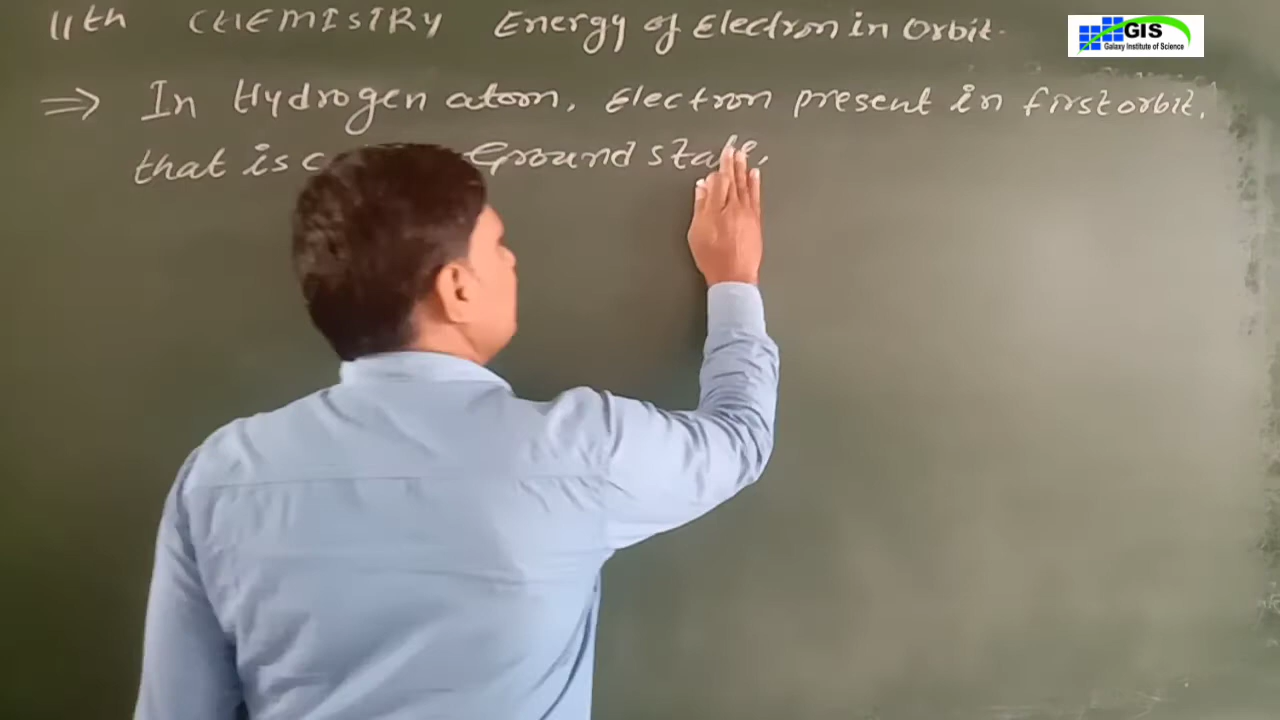 11th CHEMISTRY Energy of Electron in Orbit.
GIS
Galaxy Institute of Science
⇒ In Hydrogen atom, Electron present in first orbit,
that is Ground state,